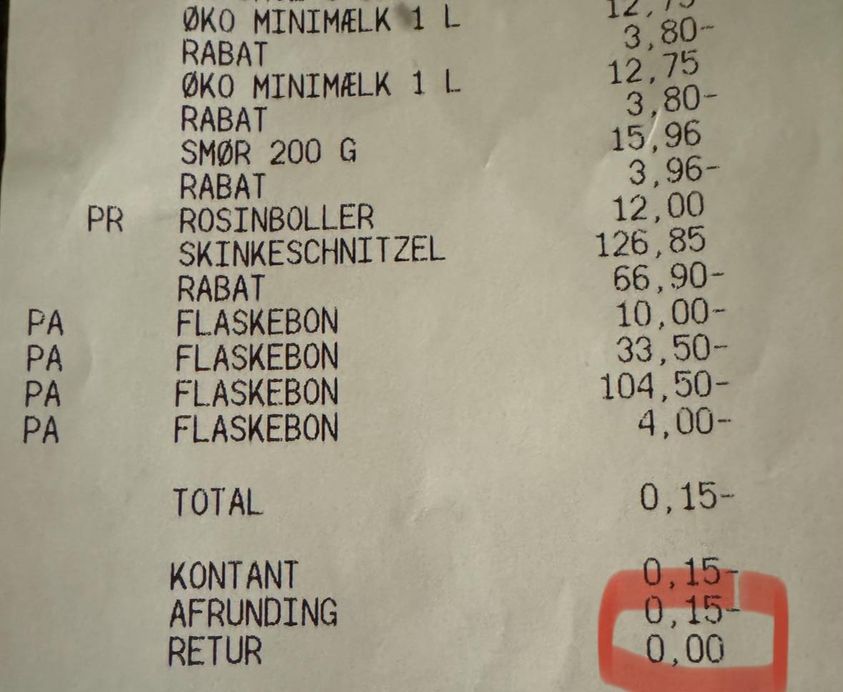 ØKO MINIMÆLK 1 L 12,75
RABAT 3,80-
ØKO MINIMÆLK 1 L 12,75
RABAT 3,80-
SMØR 200 G 15,96
RABAT 3,96-
PR ROSINBOLLER 12,00
SKINKESCHNITZEL 126,85
RABAT 66,90-
PA FLASKEBON 10,00-
PA FLASKEBON 33,50-
PA FLASKEBON 104,50-
PA FLASKEBON 4,00-
TOTAL 0,15-
KONTANT 0,15-
AFRUNDING 0,15-
RETUR 0,00